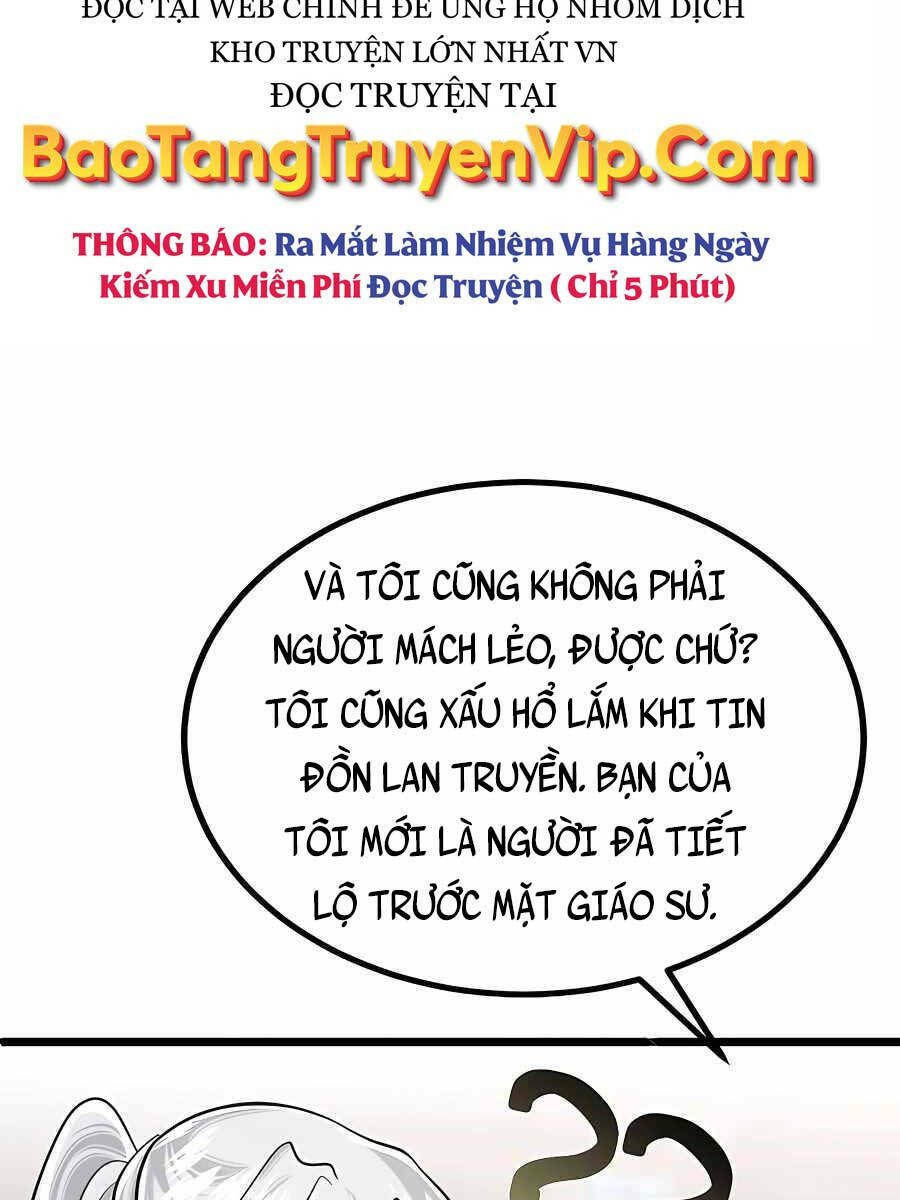 ĐỌC TẠI WEB CHÍNH ĐỂ ỦNG HỘ NHÓM DỊCH
KHO TRUYỆN LỚN NHẤT VN
ĐỌC TRUYỆN TẠI
BaoTangTruyenVip.Com
THÔNG BÁO: Ra Mắt Làm Nhiệm Vụ Hàng Ngày
Kiếm Xu Miễn Phí Đọc Truyện ( Chỉ 5 Phút)
VÀ TÔI CŨNG KHÔNG PHẢI
NGƯỜI MÁCH LẺO, ĐƯỢC CHỨ?
TÔI CŨNG XẤU HỔ LẮM KHI TIN
ĐỒN LAN TRUYỀN. BẠN CỦA
TÔI MỚI LÀ NGƯỜI ĐÃ TIẾT
LỘ TRƯỚC MẶT GIÁO SƯ.
??